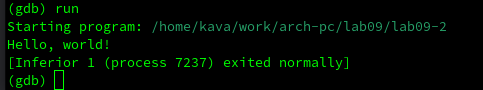 (gdb) run
Starting program: /home/kava/work/arch-pc/lab09/lab09-2
Hello, world!
[Inferior 1 (process 7237) exited normally]
(gdb)